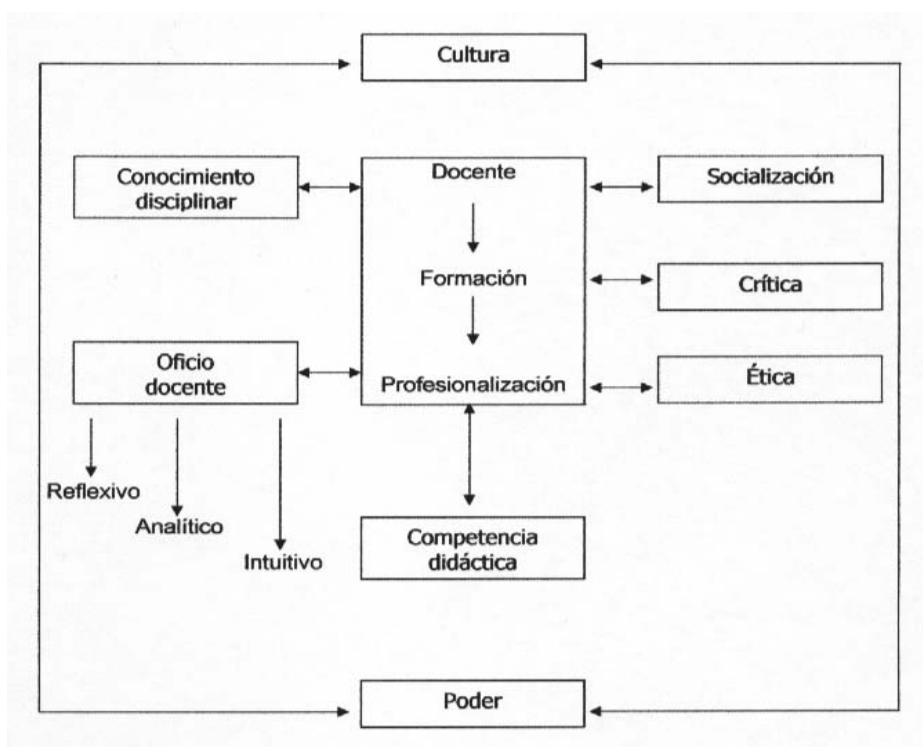 Cultura
Conocimiento
disciplinar
Docente
Socialización
Formación
Crítica
Oficio
docente
Profesionalización
Ética
Reflexivo
Analítico
Intuitivo
Competencia
didáctica
Poder